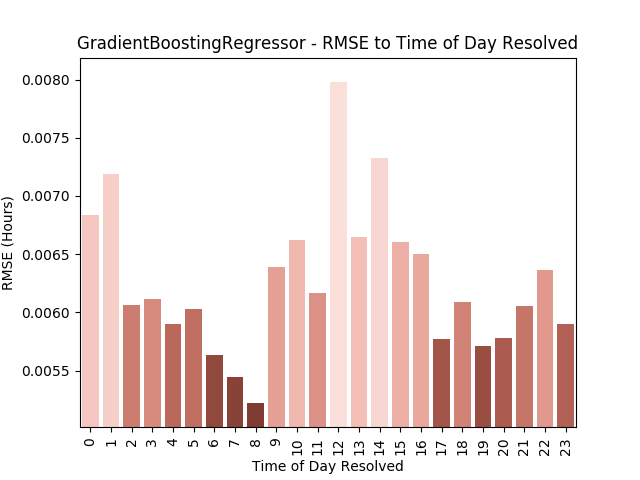 GradientBoostingRegressor - RMSE to Time of Day Resolved
0.0080
0.0075
0.0070
0.0065
0.0060
0.0055
RMSE (Hours)
0 1 2 3 4 5 6 7 8 9 10 11 12 13 14 15 16 17 18 19 20 21 22 23
Time of Day Resolved